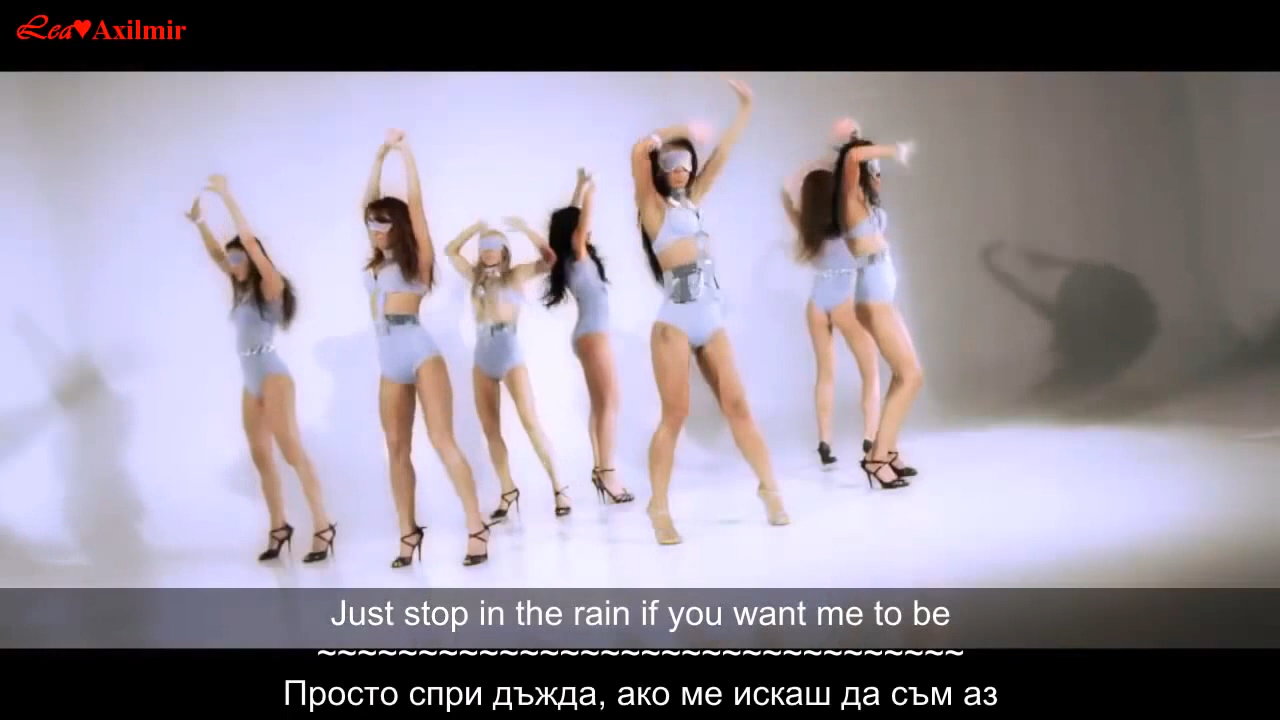 Lea♥Axilmir
Just stop in the rain if you want me to be
~~~~~~~~~~~~~~~~~~~~~~~~~~~~~~~~
Просто спри дъжда, ако ме искаш да съм аз